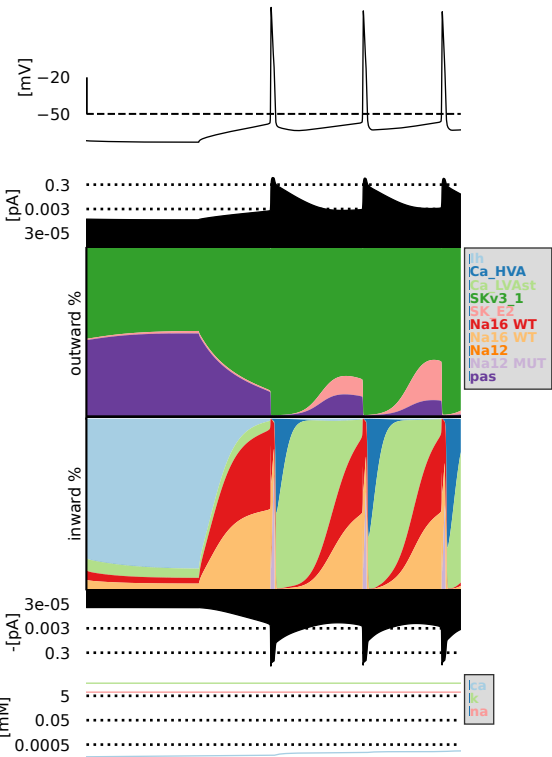 [mV]
−20
−50
[pA]
0.3
0.003
3e-05
outward %
Ih
Ca_HVA
Ca_LVAst
SKv3_1
SK_E2
Na16 WT
Na16 WT
Na12
Na12 MUT
pas
inward %
-[pA]
3e-05
0.003
0.3
[mM]
5
0.05
0.0005
ca
k
na